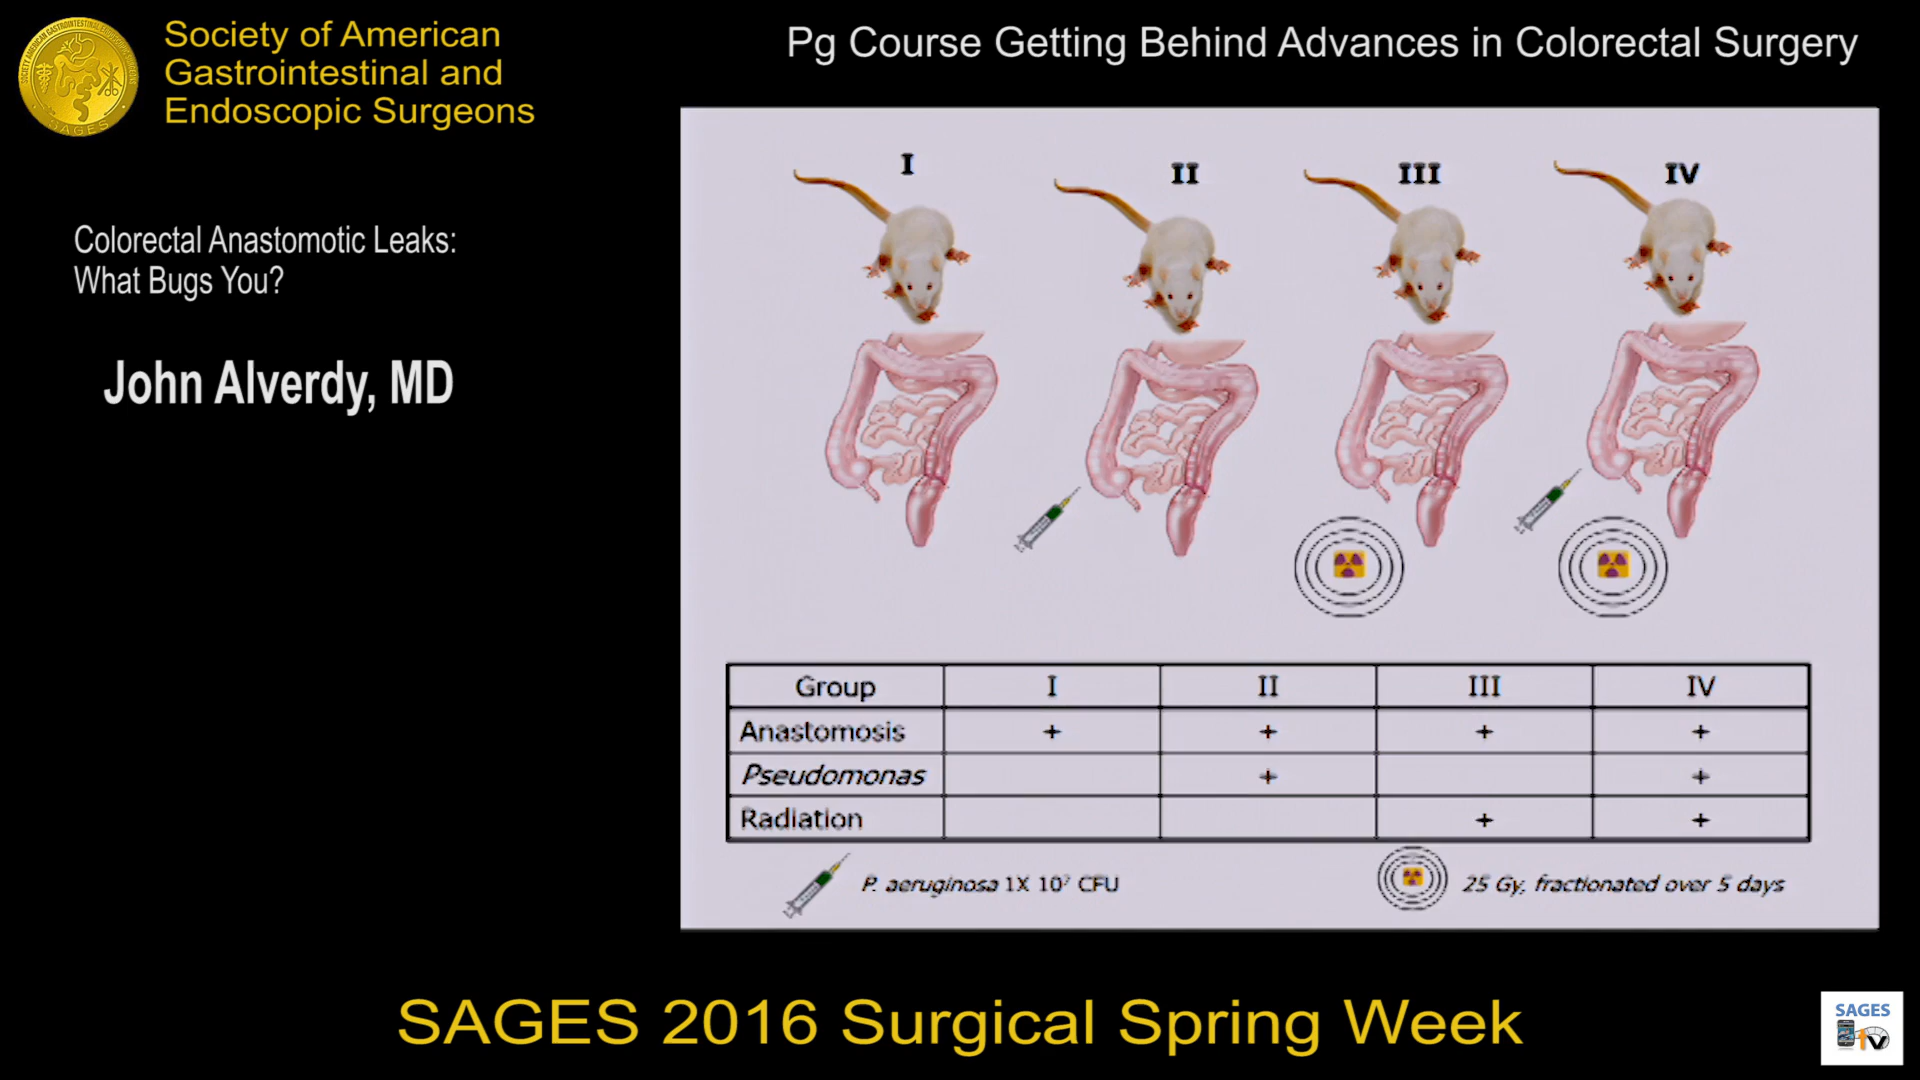 Society of American
Gastrointestinal and
Endoscopic Surgeons
Pg Course Getting Behind Advances in Colorectal Surgery
Colorectal Anastomotic Leaks:
What Bugs You?
John Alverdy, MD
I II III IV
Group I II III IV
Anastomosis + + + +
Pseudomonas + +
Radiation + +
P. aeruginosa 1X 10⁷ CFU
25 Gy, fractionated over 5 days
SAGES 2016 Surgical Spring Week
SAGES
TV
SAGES